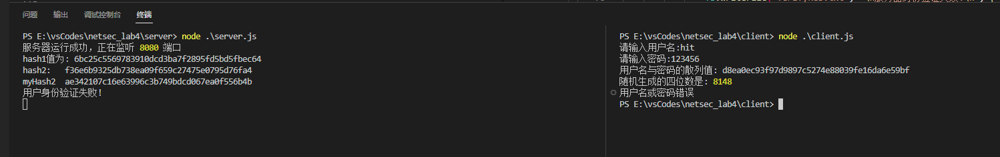 问题 输出 调试控制台 终端
PS E:\vsCodes\netsec_lab4\server> node .\server.js
服务器运行成功，正在监听 8080 端口
hash1值为: 6bc25c5569783910dcd3ba7f2895fd5bd5fbec64
hash2: f36e6b9325db738ea09f659c27475e0795d76fa4
myHash2 ae342107c16e63996c3b749bdcd067ea0f556b4b
用户身份验证失败!
PS E:\vsCodes\netsec_lab4\client> node .\client.js
请输入用户名:hit
请输入密码:123456
用户名与密码的散列值: d8ea0ec93f97d9897c5274e88039fe16da6e59bf
随机生成的四位数是: 8148
用户名或密码错误
PS E:\vsCodes\netsec_lab4\client>